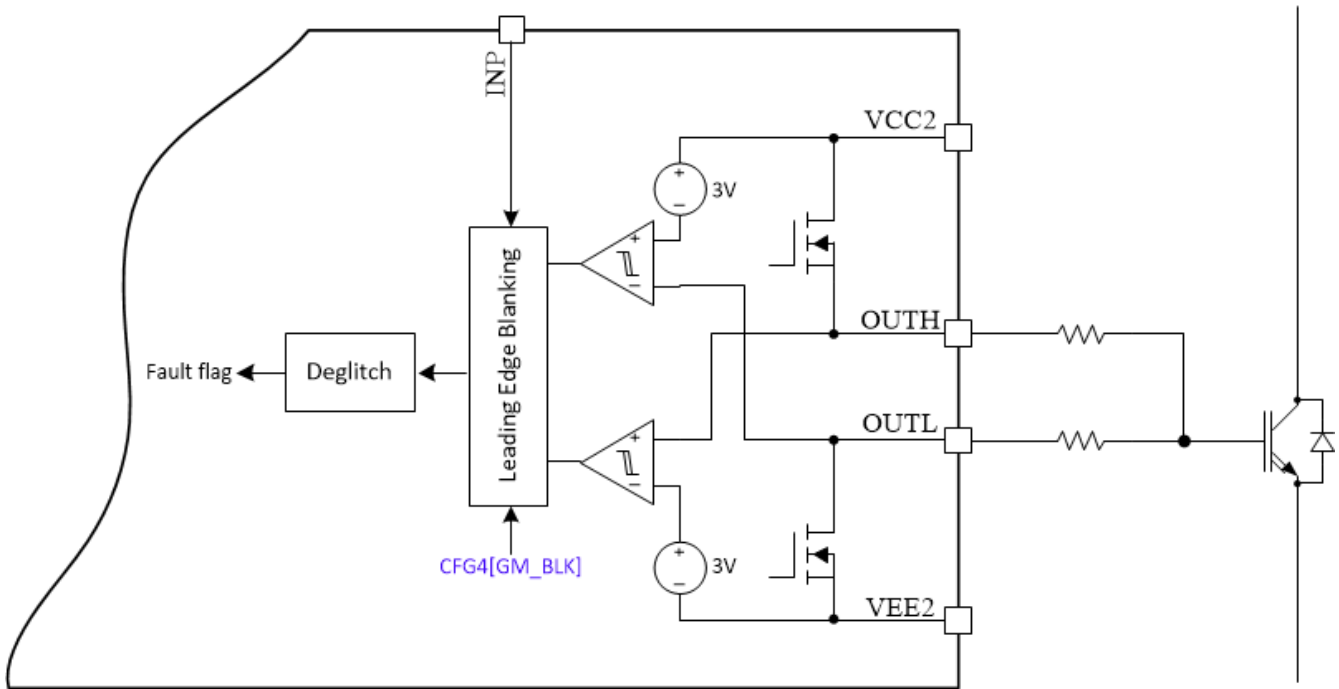 INP
VCC2
+
−
3V
+
−
OUTH
Leading Edge Blanking
Fault flag
Deglitch
OUTL
+
−
CFG4[GM_BLK]
+
−
3V
VEE2